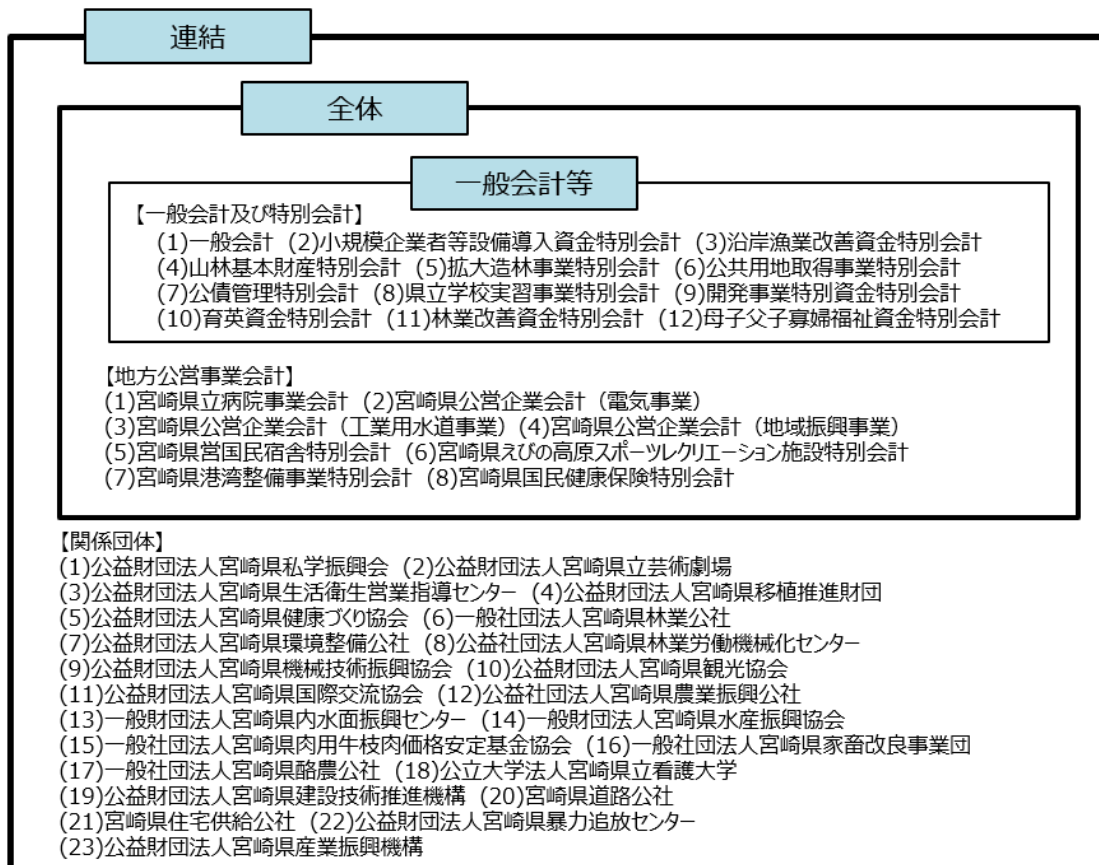 連結
全体
一般会計等
【一般会計及び特別会計】
(1)一般会計 (2)小規模企業者等設備導入資金特別会計 (3)沿岸漁業改善資金特別会計
(4)山林基本財産特別会計 (5)拡大造林事業特別会計 (6)公共用地取得事業特別会計
(7)公債管理特別会計 (8)県立学校実習事業特別会計 (9)開発事業特別資金特別会計
(10)育英資金特別会計 (11)林業改善資金特別会計 (12)母子父子寡婦福祉資金特別会計
【地方公営事業会計】
(1)宮崎県立病院事業会計 (2)宮崎県公営企業会計（電気事業）
(3)宮崎県公営企業会計（工業用水道事業）(4)宮崎県公営企業会計（地域振興事業）
(5)宮崎県営国民宿舎特別会計 (6)宮崎県えびの高原スポーツレクリエーション施設特別会計
(7)宮崎県港湾整備事業特別会計 (8)宮崎県国民健康保険特別会計
【関係団体】
(1)公益財団法人宮崎県私学振興会 (2)公益財団法人宮崎県立芸術劇場
(3)公益財団法人宮崎県生活衛生営業指導センター (4)公益財団法人宮崎県移植推進財団
(5)公益財団法人宮崎県健康づくり協会 (6)一般社団法人宮崎県林業公社
(7)公益財団法人宮崎県環境整備公社 (8)公益社団法人宮崎県林業労働機械化センター
(9)公益財団法人宮崎県機械技術振興協会 (10)公益財団法人宮崎県観光協会
(11)公益財団法人宮崎県国際交流協会 (12)公益社団法人宮崎県農業振興公社
(13)一般財団法人宮崎県内水面振興センター (14)一般財団法人宮崎県水産振興協会
(15)一般社団法人宮崎県肉用牛枝肉価格安定基金協会 (16)一般社団法人宮崎県家畜改良事業団
(17)一般社団法人宮崎県酪農公社 (18)公立大学法人宮崎県立看護大学
(19)公益財団法人宮崎県建設技術推進機構 (20)宮崎県道路公社
(21)宮崎県住宅供給公社 (22)公益財団法人宮崎県暴力追放センター
(23)公益財団法人宮崎県産業振興機構